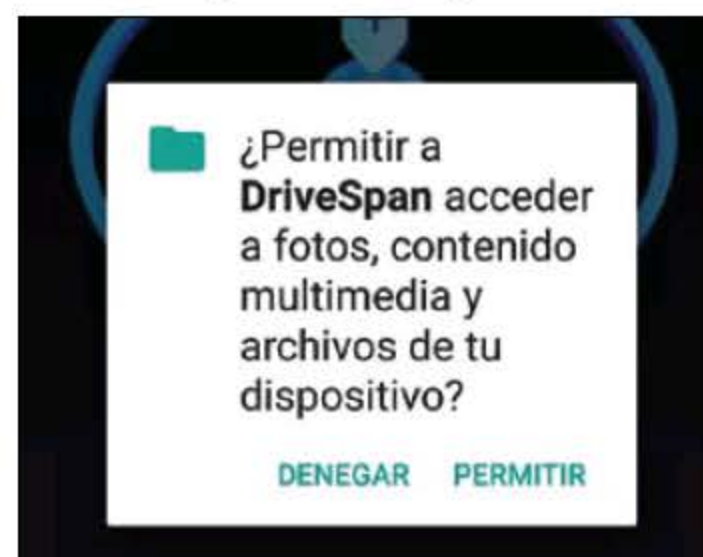 ¿Permitir a
DriveSpan acceder
a fotos, contenido
multimedia y
archivos de tu
dispositivo?
DENEGAR PERMITIR